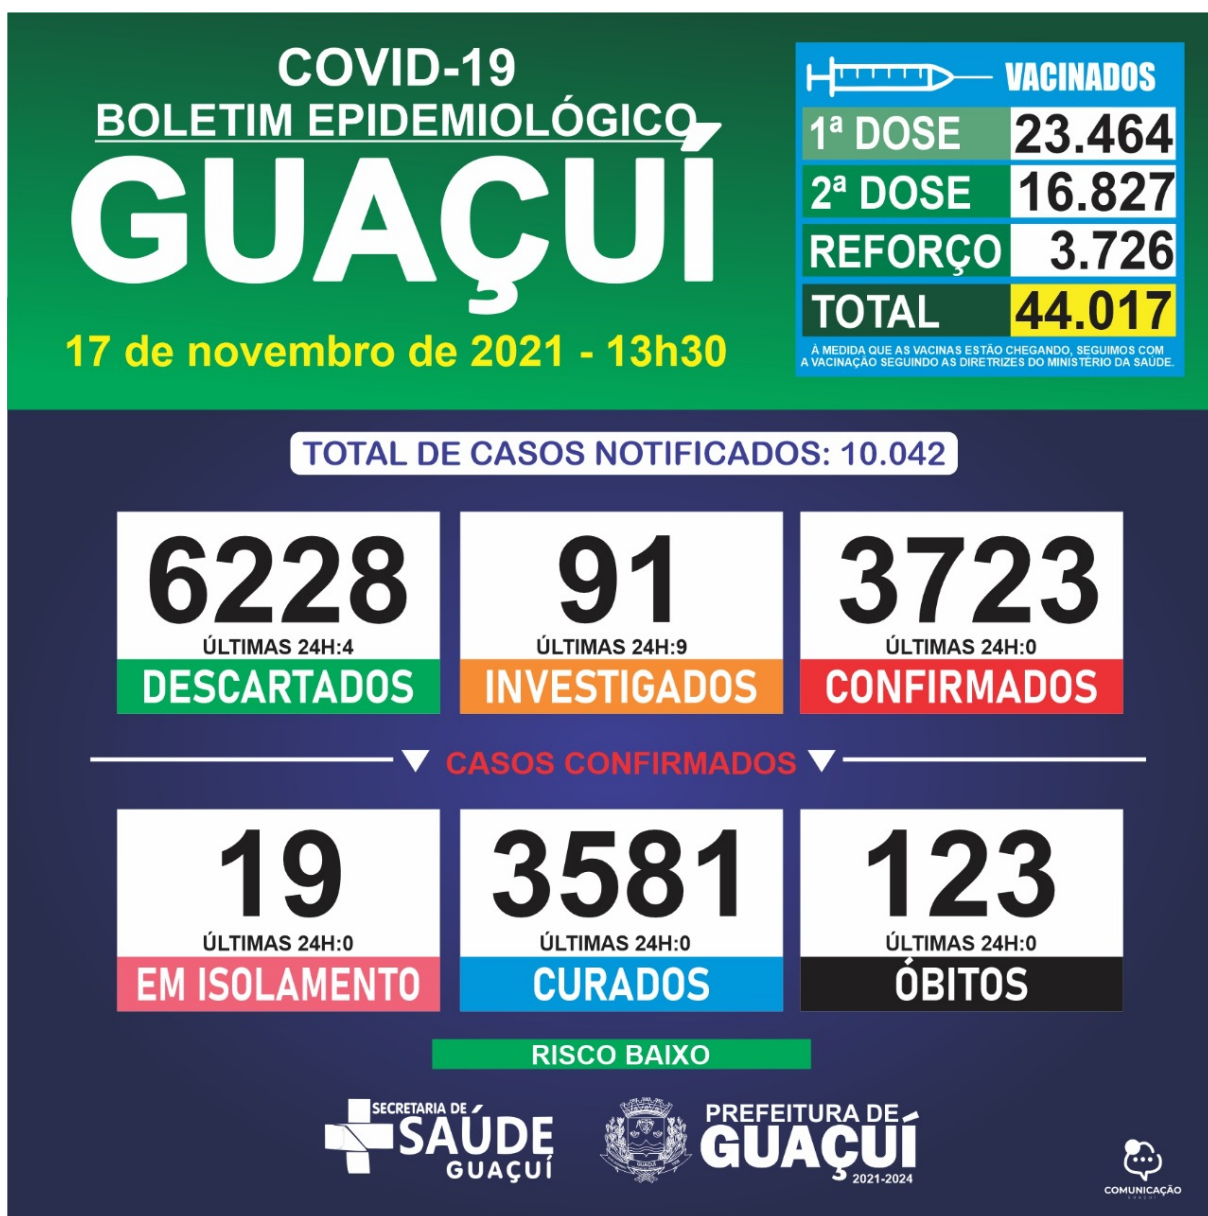 COVID-19
BOLETIM EPIDEMIOLÓGICO
GUAÇUÍ
17 de novembro de 2021 - 13h30
VACINADOS
1ª DOSE 23.464
2ª DOSE 16.827
REFORÇO 3.726
TOTAL 44.017
À MEDIDA QUE AS VACINAS ESTÃO CHEGANDO, SEGUIMOS COM
A VACINAÇÃO SEGUINDO AS DIRETRIZES DO MINISTÉRIO DA SAÚDE.
TOTAL DE CASOS NOTIFICADOS: 10.042
6228
ÚLTIMAS 24H:4
DESCARTADOS
91
ÚLTIMAS 24H:9
INVESTIGADOS
3723
ÚLTIMAS 24H:0
CONFIRMADOS
CASOS CONFIRMADOS
19
ÚLTIMAS 24H:0
EM ISOLAMENTO
3581
ÚLTIMAS 24H:0
CURADOS
123
ÚLTIMAS 24H:0
ÓBITOS
RISCO BAIXO
SECRETARIA DE
SAÚDE
GUAÇUÍ
PREFEITURA DE
GUAÇUÍ
2021-2024
COMUNICAÇÃO